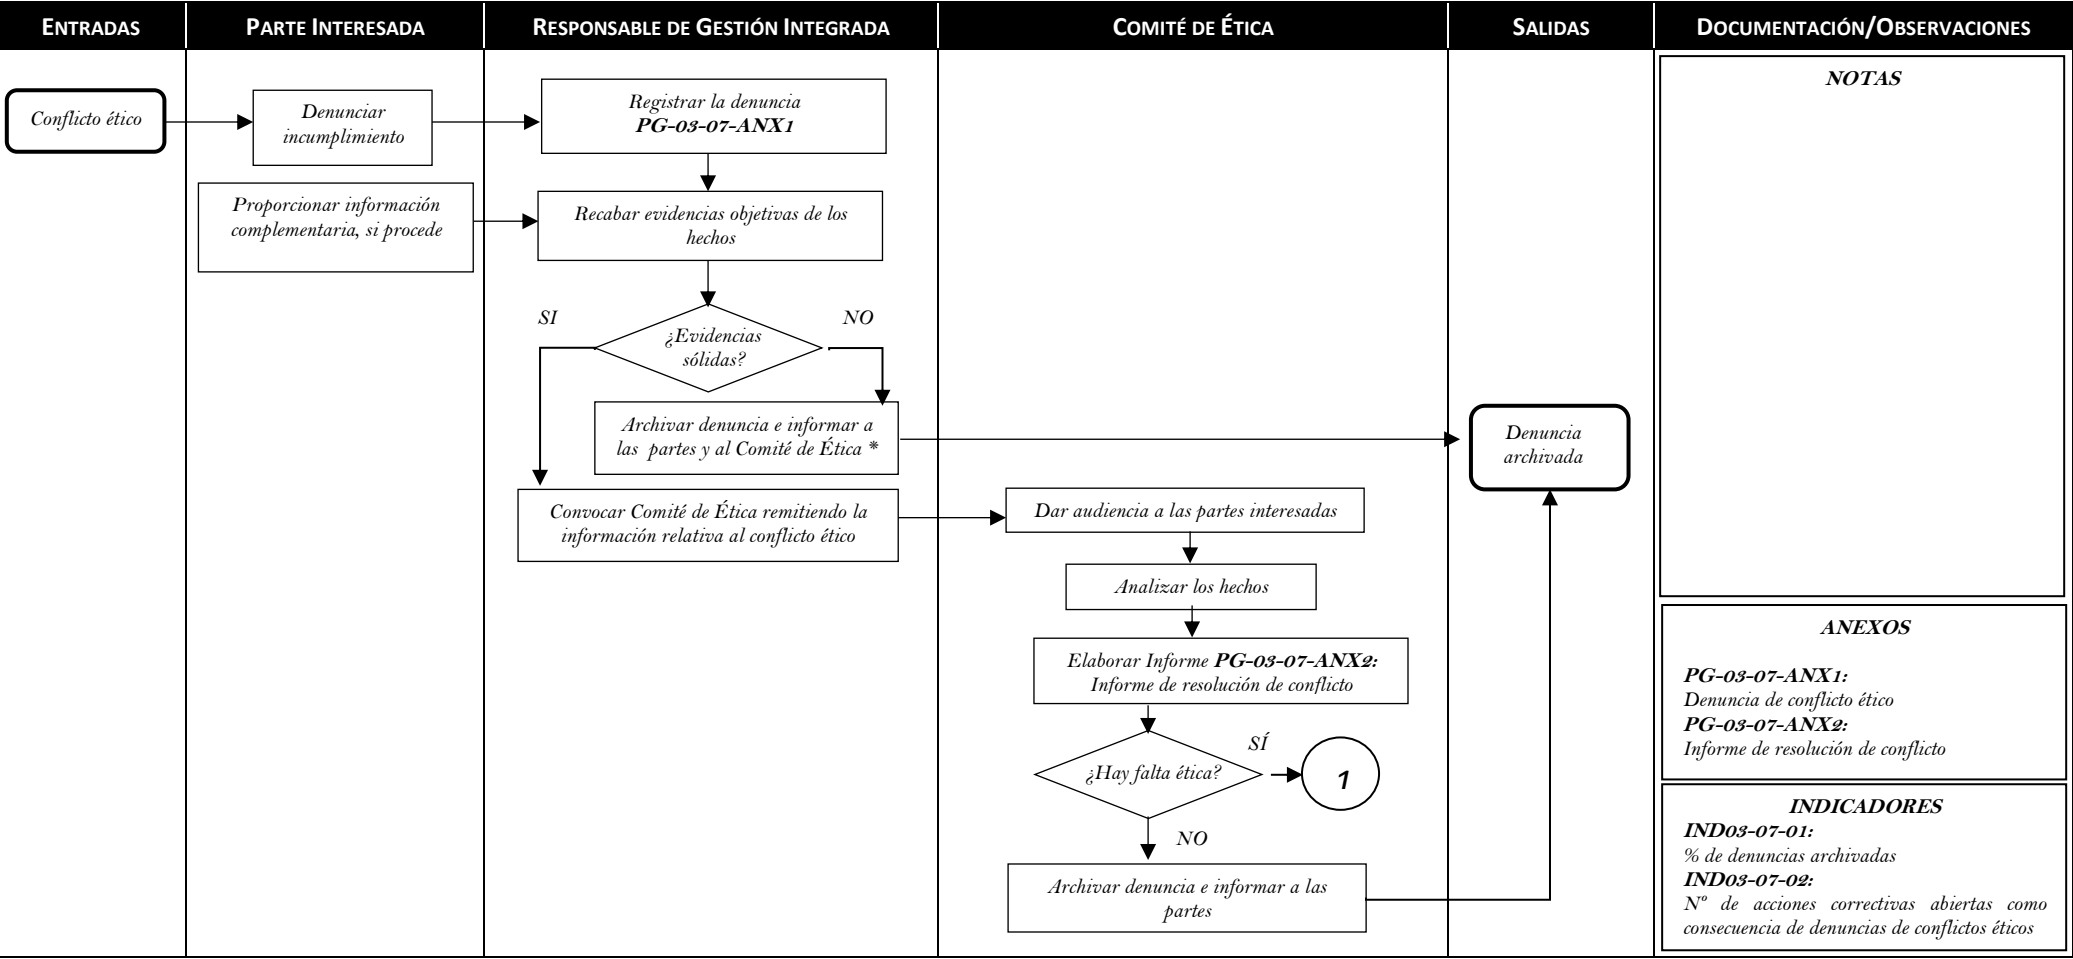 ENTRADAS
PARTE INTERESADA
RESPONSABLE DE GESTIÓN INTEGRADA
COMITÉ DE ÉTICA
SALIDAS
DOCUMENTACIÓN/OBSERVACIONES
Conflicto ético
Denunciar
incumplimiento
Registrar la denuncia
PG-03-07-ANX1
Proporcionar información
complementaria, si procede
Recabar evidencias objetivas de los
hechos
SI
NO
¿Evidencias
sólidas?
Archivar denuncia e informar a
las partes y al Comité de Ética *
Convocar Comité de Ética remitiendo la
información relativa al conflicto ético
Dar audiencia a las partes interesadas
Analizar los hechos
Elaborar Informe PG-03-07-ANX2:
Informe de resolución de conflicto
SÍ
¿Hay falta ética?
1
NO
Archivar denuncia e informar a las
partes
Denuncia
archivada
NOTAS
ANEXOS
PG-03-07-ANX1:
Denuncia de conflicto ético
PG-03-07-ANX2:
Informe de resolución de conflicto
INDICADORES
IND03-07-01:
% de denuncias archivadas
IND03-07-02:
Nº de acciones correctivas abiertas como
consecuencia de denuncias de conflictos éticos